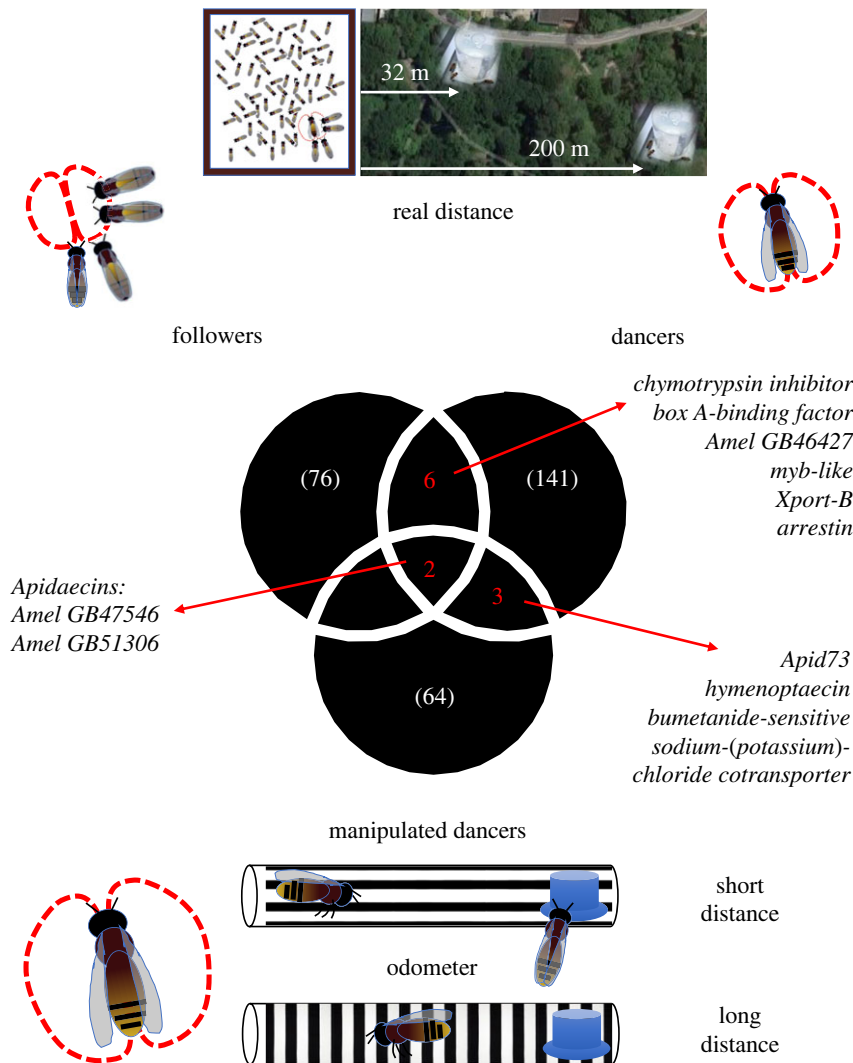 32 m
200 m
real distance
followers
dancers
chymotrypsin inhibitor
box A-binding factor
Amel GB46427
myb-like
Xport-B
arrestin
(76)
6
(141)
2
3
Apidaecins:
Amel GB47546
Amel GB51306
(64)
Apid73
hymenoptaecin
bumetanide-sensitive
sodium-(potassium)-
chloride cotransporter
manipulated dancers
short
distance
odometer
long
distance